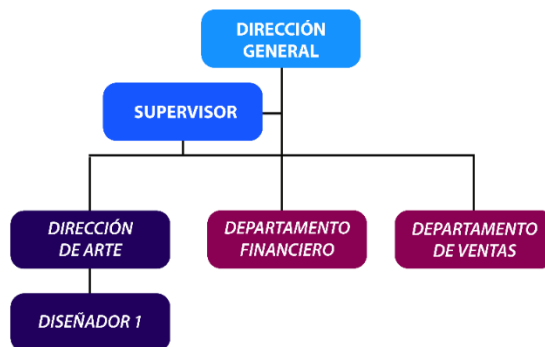 DIRECCIÓN
GENERAL
SUPERVISOR
DIRECCIÓN
DE ARTE
DEPARTAMENTO
FINANCIERO
DEPARTAMENTO
DE VENTAS
DISEÑADOR 1